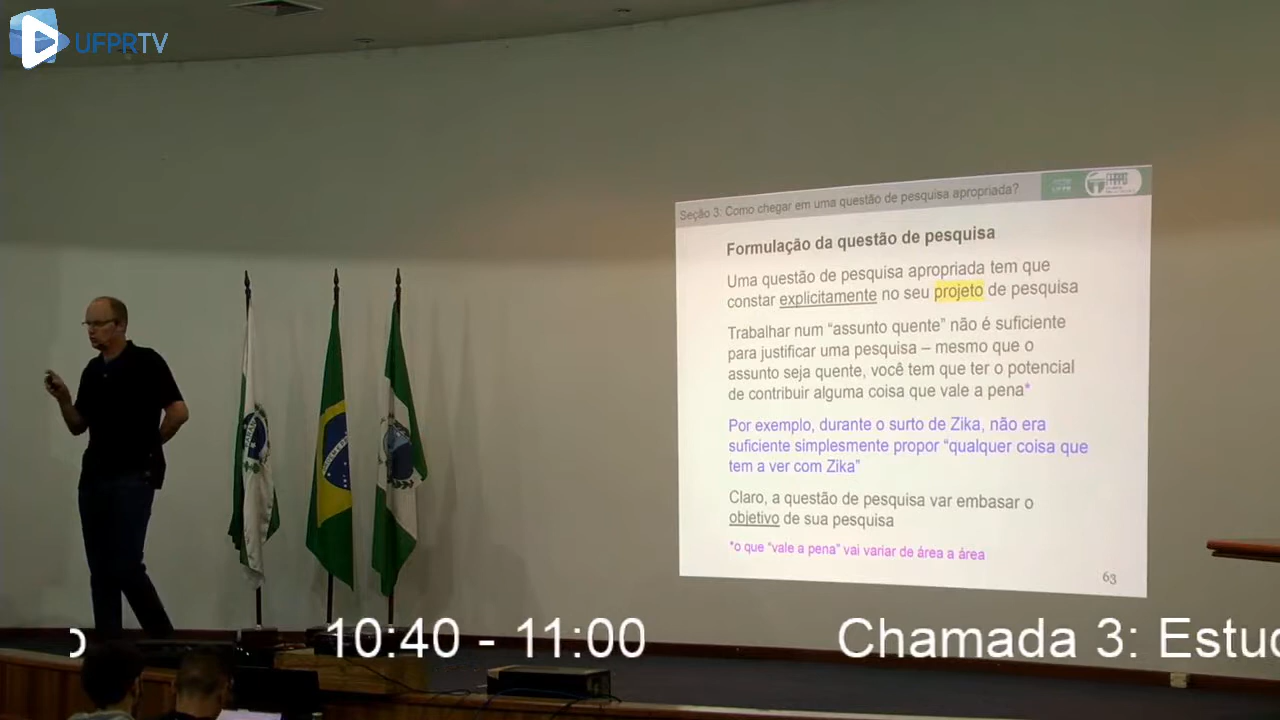 UFPRTV
Seção 3: Como chegar em uma questão de pesquisa apropriada?
Formulação da questão de pesquisa
Uma questão de pesquisa apropriada tem que
constar explicitamente no seu projeto de pesquisa
Trabalhar num “assunto quente” não é suficiente
para justificar uma pesquisa – mesmo que o
assunto seja quente, você tem que ter o potencial
de contribuir alguma coisa que vale a pena*
Por exemplo, durante o surto de Zika, não era
suficiente simplesmente propor “qualquer coisa que
tem a ver com Zika”
Claro, a questão de pesquisa var embasar o
objetivo de sua pesquisa
*o que “vale a pena” vai variar de área a área
63
10:40 - 11:00
Chamada 3: Estud